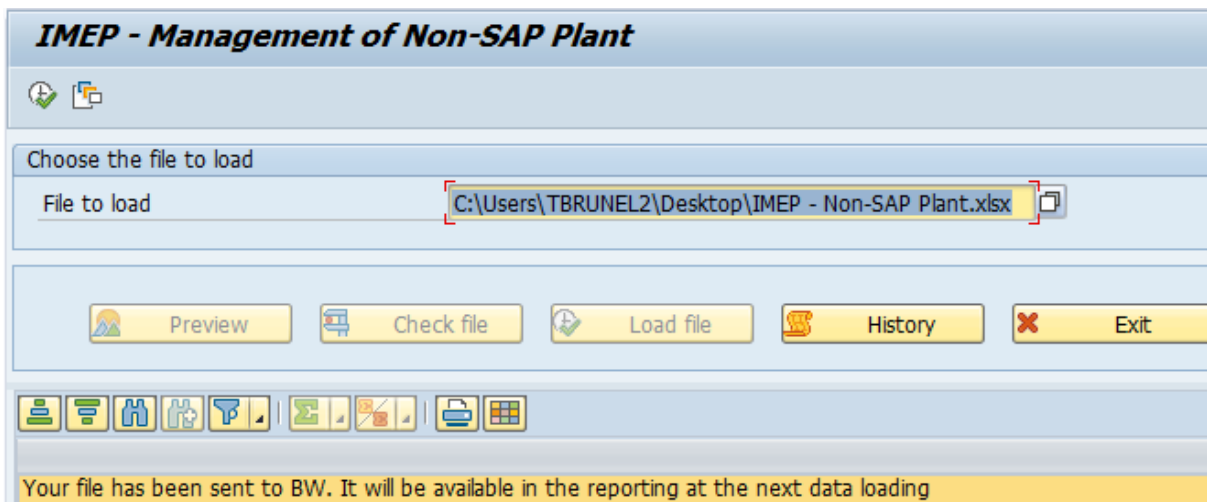 IMEP - Management of Non-SAP Plant
Choose the file to load
File to load C:\Users\TBRUNEL2\Desktop\IMEP - Non-SAP Plant.xlsx
Preview Check file Load file History Exit
Your file has been sent to BW. It will be available in the reporting at the next data loading